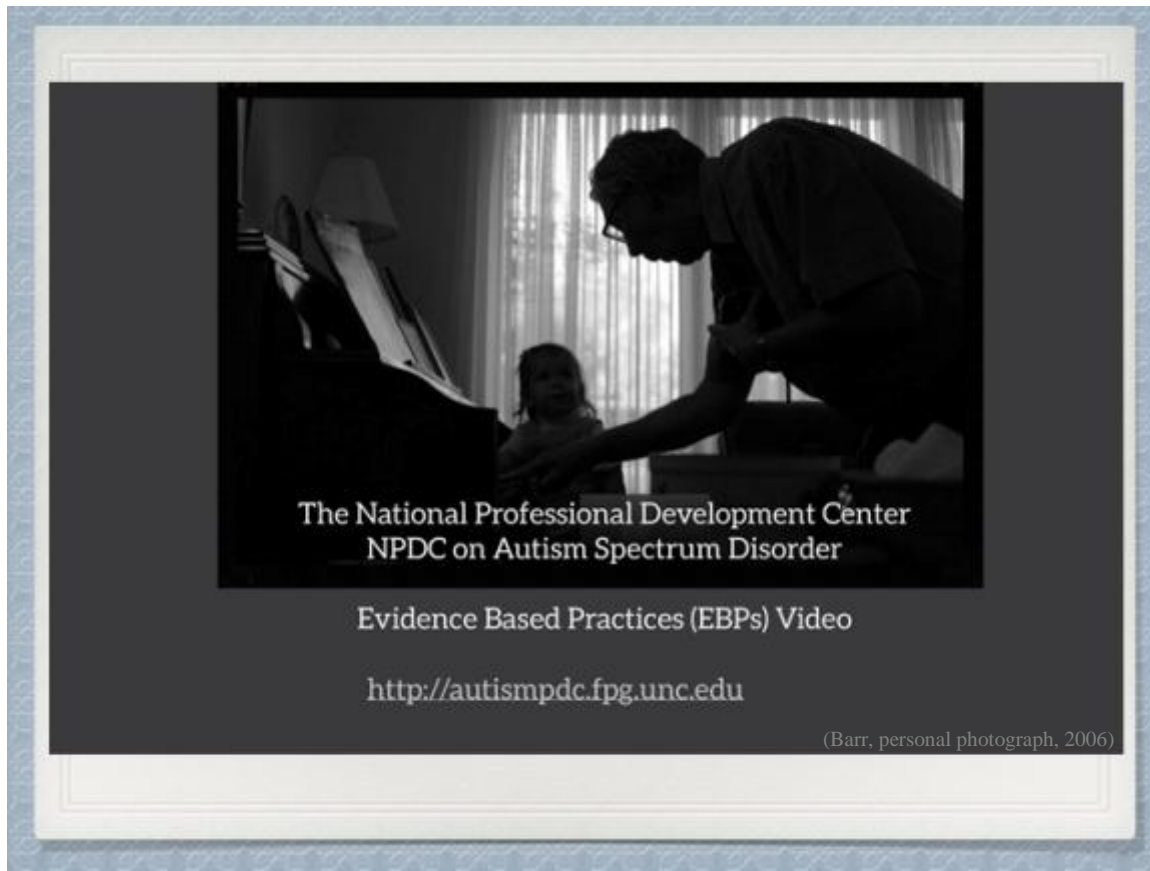 The National Professional Development Center
NPDC on Autism Spectrum Disorder
Evidence Based Practices (EBPs) Video
http://autismpdc.fpg.unc.edu
(Barr, personal photograph, 2006)